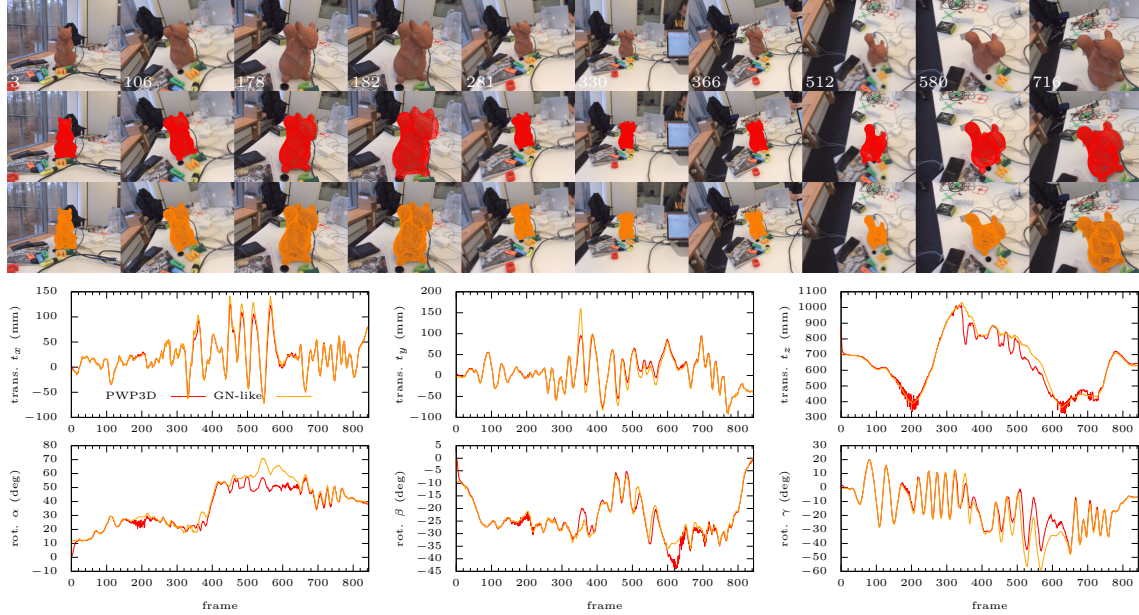 3 106 178 182 281 330 366 512 580 716
150 100 50 0 −50 −100
trans. t_x (mm)
PWP3D GN-like
0 100 200 300 400 500 600 700 800
200 150 100 50 0 −50 −100
trans. t_y (mm)
0 100 200 300 400 500 600 700 800
1100 1000 900 800 700 600 500 400 300
trans. t_z (mm)
0 100 200 300 400 500 600 700 800
80 70 60 50 40 30 20 10 0 −10
rot. α (deg)
0 100 200 300 400 500 600 700 800
frame
5 0 −5 −10 −15 −20 −25 −30 −35 −40 −45
rot. β (deg)
0 100 200 300 400 500 600 700 800
frame
30 20 10 0 −10 −20 −30 −40 −50 −60
rot. γ (deg)
0 100 200 300 400 500 600 700 800
frame